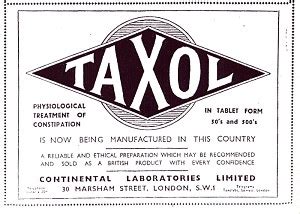 TAXOL
PHYSIOLOGICAL
TREATMENT OF
CONSTIPATION
IN TABLET FORM
50's and 500's
IS NOW BEING MANUFACTURED IN THIS COUNTRY
A RELIABLE AND ETHICAL PREPARATION WHICH MAY BE RECOMMENDED
AND SOLD AS A BRITISH PRODUCT WITH EVERY CONFIDENCE
CONTINENTAL LABORATORIES LIMITED
30 MARSHAM STREET, LONDON, S.W.1